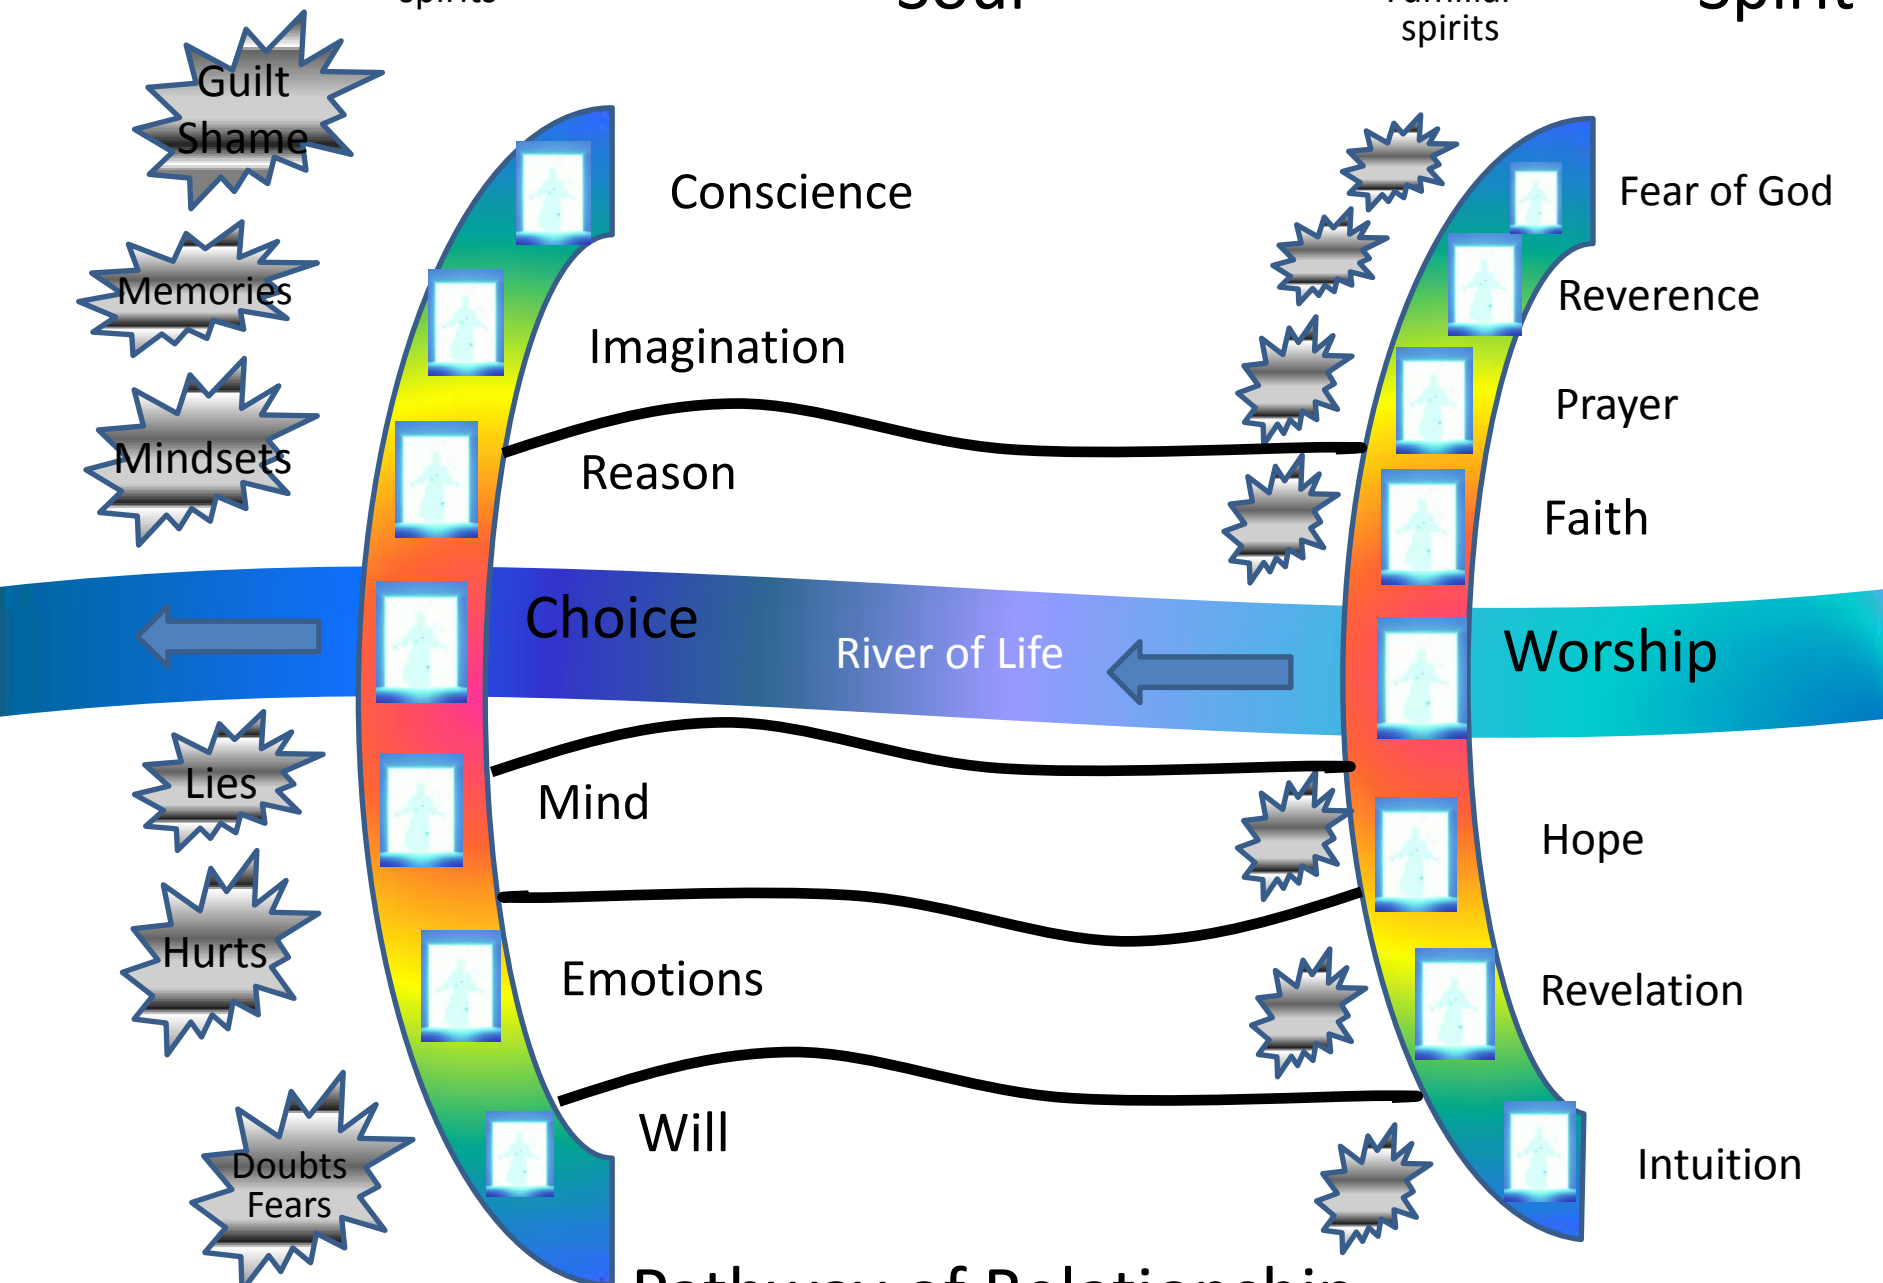 spirits
Soul
Familiar
spirits
Spirit
Guilt
Shame
Memories
Mindsets
Lies
Hurts
Doubts
Fears
Conscience
Imagination
Reason
Choice
Mind
Emotions
Will
River of Life
Fear of God
Reverence
Prayer
Faith
Worship
Hope
Revelation
Intuition
Pathway of Relationship